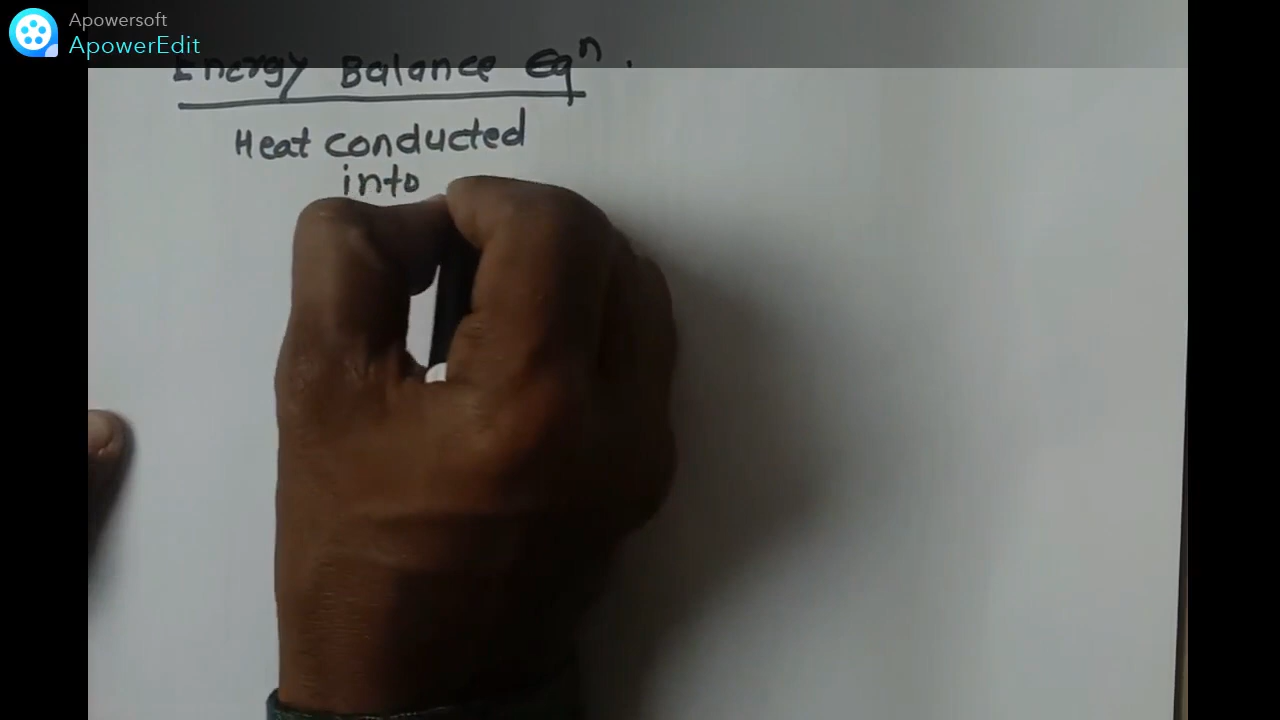 Apowersoft
ApowerEdit
Energy Balance Eqⁿ.
Heat conducted
into